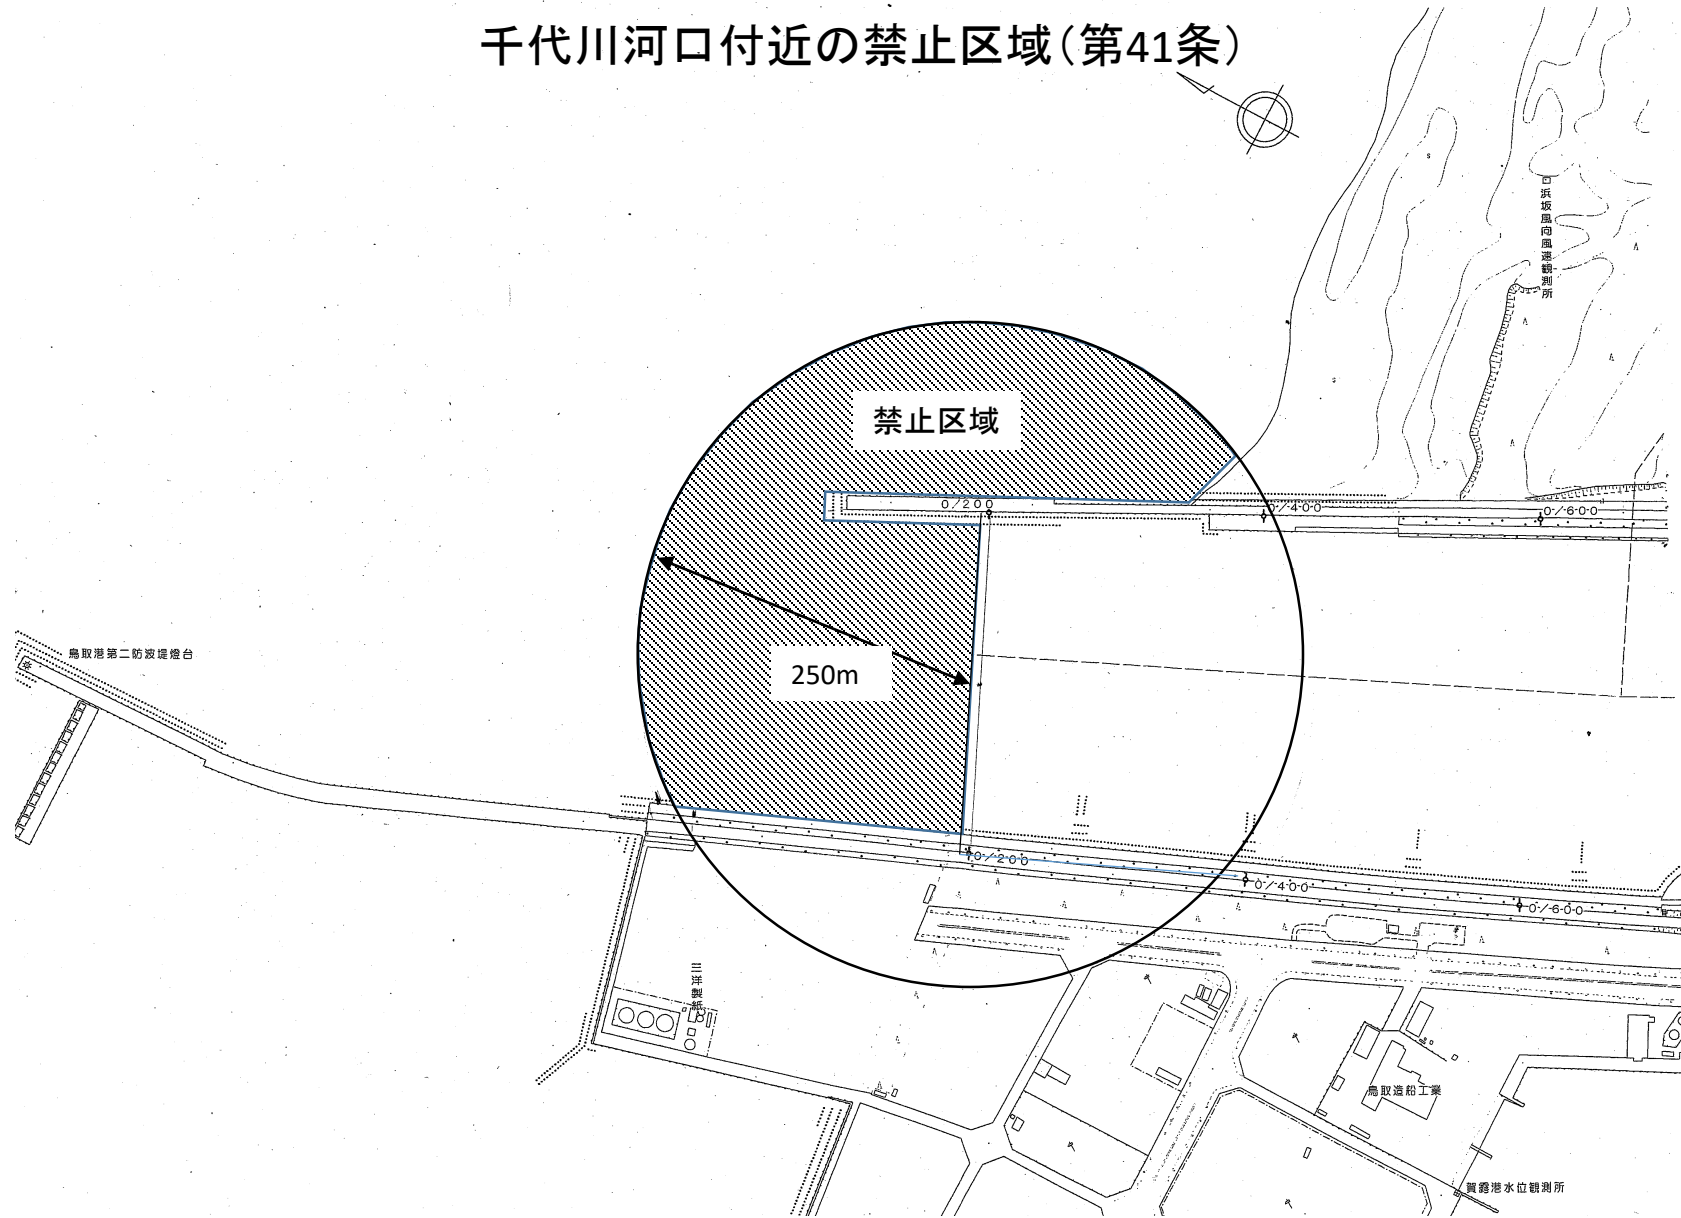 千代川河口付近の禁止区域（第41条）
浜坂風向風速観測所
禁止区域
0/200
0/400
0/600
鳥取港第二防波堤燈台
250m
0/200
0/400
0/600
三洋製紙
鳥取造船工業
賀露港水位観測所